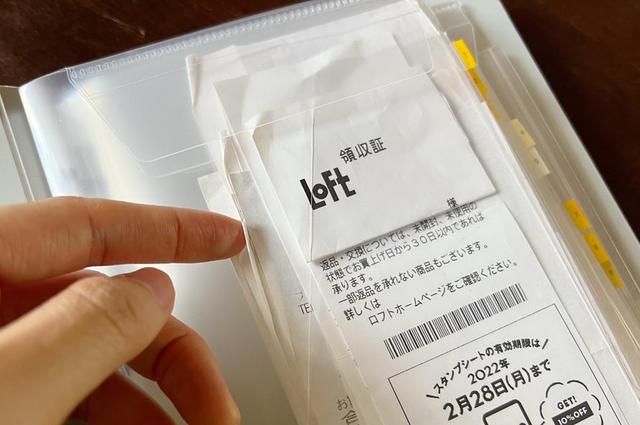 領収証
LOFT
様
返品・交換については、未開封、未使用の
状態でお買上げ日から30日以内であれば
承ります。
一部返品を承れない商品もございます。
詳しくは
ロフトホームページをご確認ください。
TE
スタンプシートの有効期限は
2022年
2月28日(月)まで
GET!
10%OFF